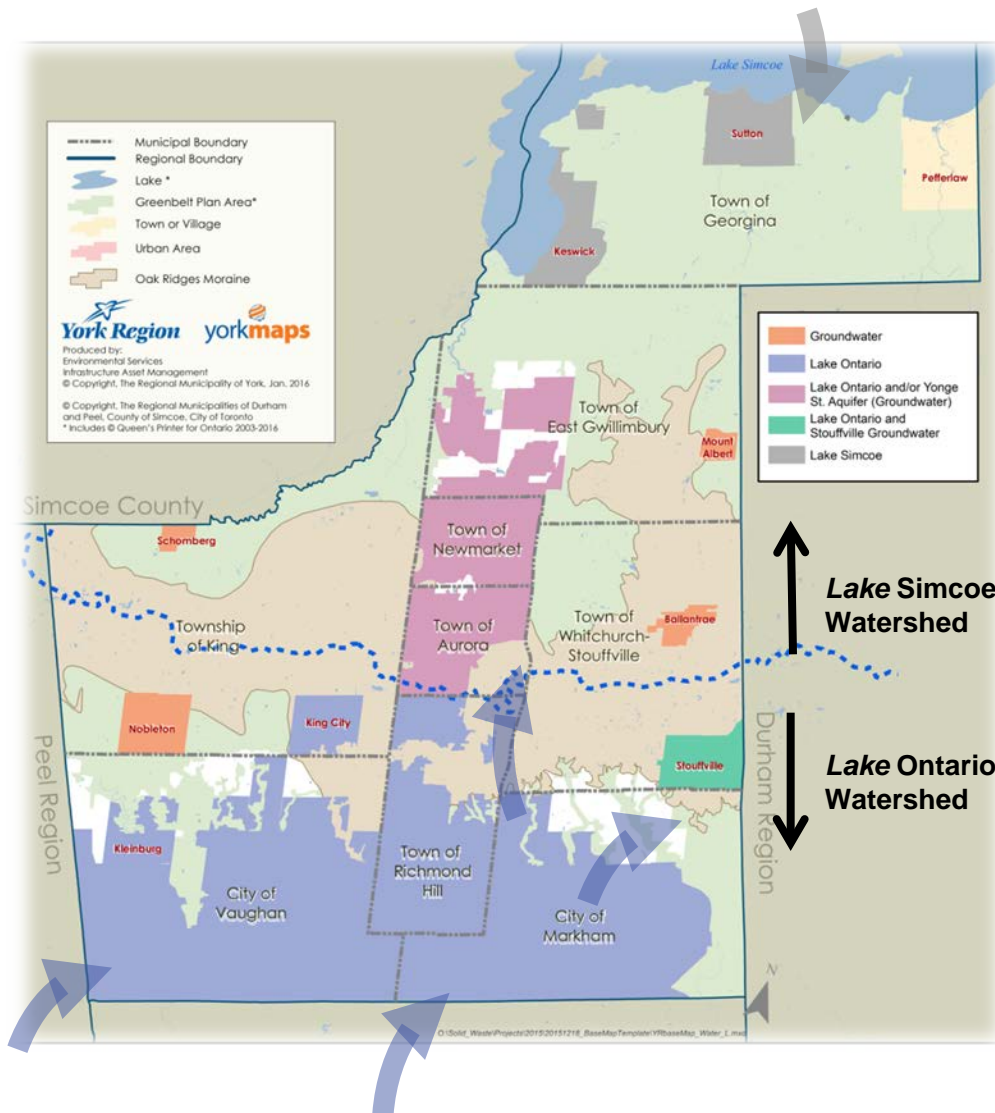 Lake Simcoe
Municipal Boundary
Regional Boundary
Lake *
Greenbelt Plan Area*
Town or Village
Urban Area
Oak Ridges Moraine
York Region yorkmaps
Produced by:
Environmental Services
Infrastructure Asset Management
© Copyright, The Regional Municipality of York, Jan. 2016
© Copyright, The Regional Municipalities of Durham
and Peel, County of Simcoe, City of Toronto
* Includes © Queen's Printer for Ontario 2003-2016
Sutton
Pefferlaw
Town of
Georgina
Keswick
Groundwater
Lake Ontario
Lake Ontario and/or Yonge
St. Aquifer (Groundwater)
Lake Ontario and
Stouffville Groundwater
Lake Simcoe
Town of
East Gwillimbury
Mount
Albert
Simcoe County
Schomberg
Town of
Newmarket
Township
of King
Town of
Aurora
Town of
Whitchurch-
Stouffville
Ballantrae
Lake Simcoe
Watershed
Nobleton
King City
Stouffville
Peel Region
Durham Region
Lake Ontario
Watershed
Kleinburg
Town of
Richmond
Hill
City of
Vaughan
City of
Markham
N
O:\Solid_Waste\Projects\2015\20151218_BaseMapTemplate\YRbaseMap_Water_L.mxd